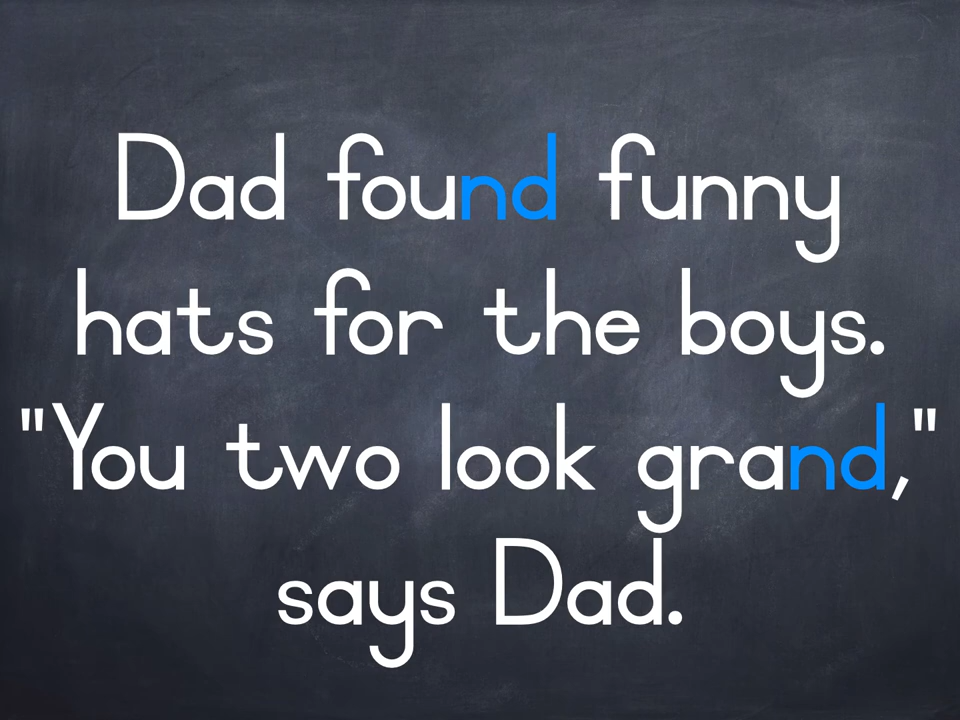 Dad found funny
hats for the boys.
"You two look grand,"
says Dad.